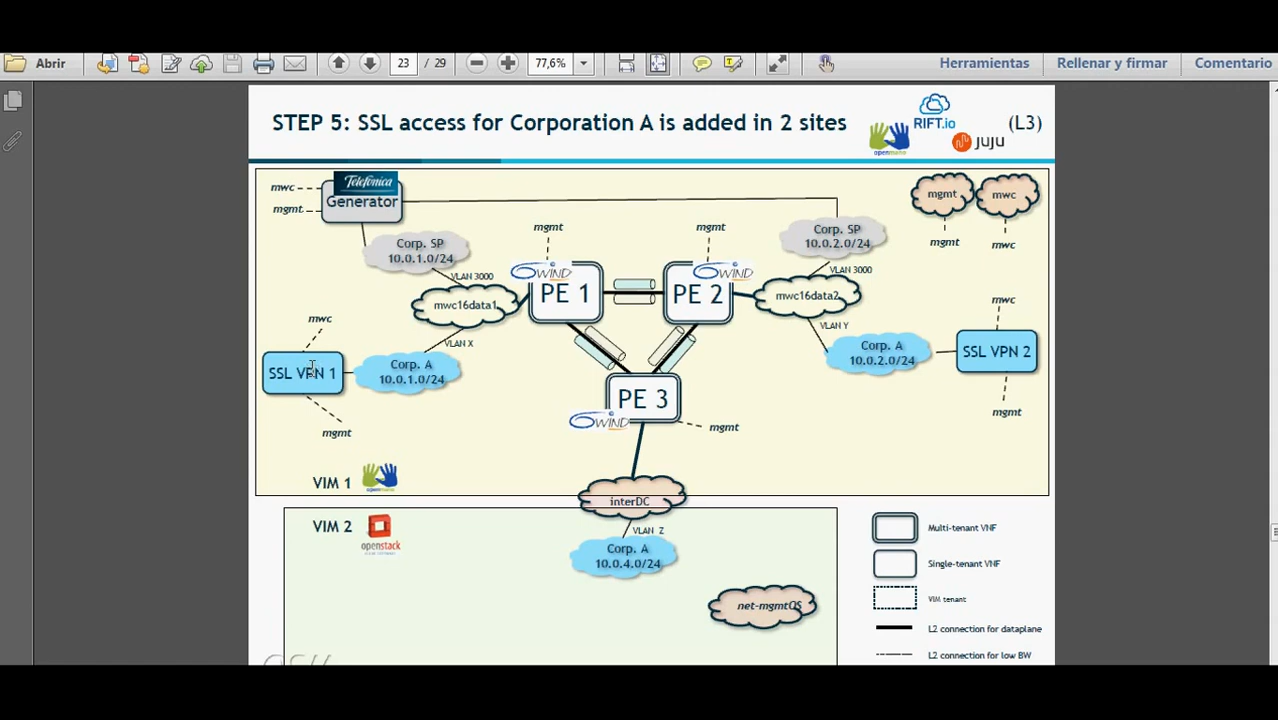 Abrir
23 / 29
77,6%
Herramientas
Rellenar y firmar
Comentario
STEP 5: SSL access for Corporation A is added in 2 sites
openmano
RIFT.io
juju
(L3)
mwc
mgmt
Telefónica
Generator
Corp. SP
10.0.1.0/24
VLAN 3000
mwc16data1
VLAN X
mwc
SSL VPN 1
Corp. A
10.0.1.0/24
mgmt
mgmt
6WIND
PE 1
mgmt
6WIND
PE 2
PE 3
6WIND
mgmt
Corp. SP
10.0.2.0/24
VLAN 3000
mwc16data2
VLAN Y
Corp. A
10.0.2.0/24
mgmt
mwc
mgmt
mwc
mwc
SSL VPN 2
mgmt
VIM 1
openmano
interDC
VIM 2
openstack
VLAN Z
Corp. A
10.0.4.0/24
net-mgmtOS
Multi-tenant VNF
Single-tenant VNF
VIM tenant
L2 connection for dataplane
L2 connection for low BW